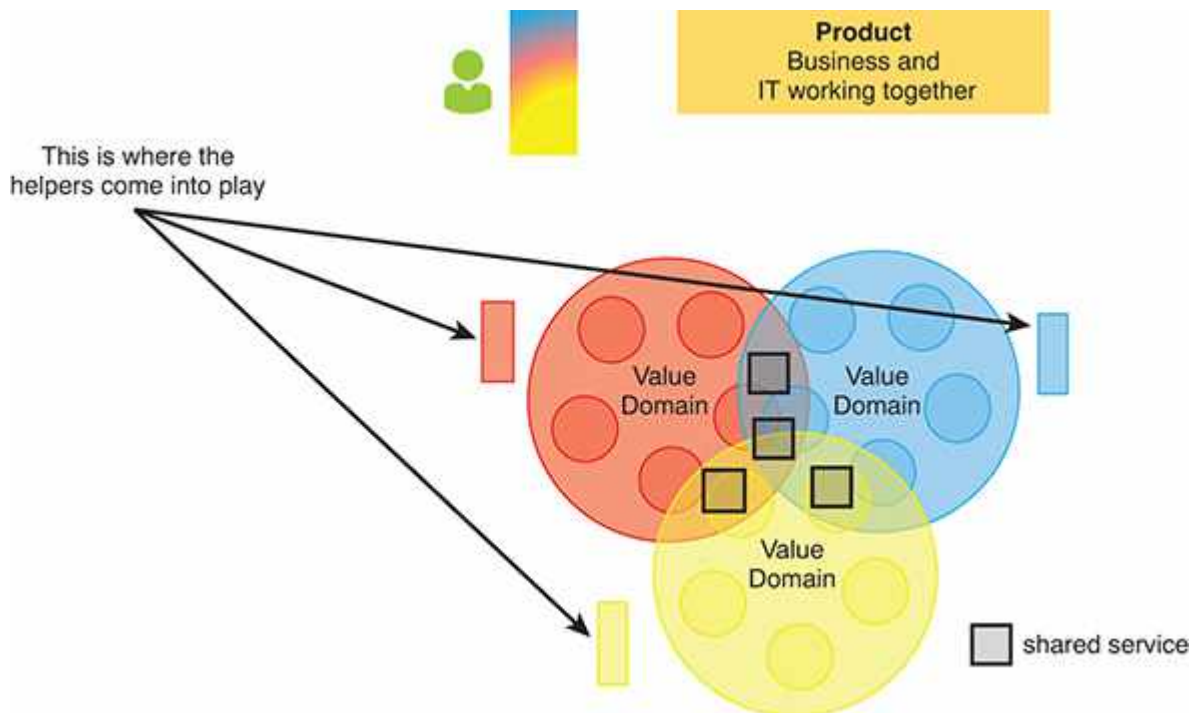 Product
Business and
IT working together
This is where the
helpers come into play
Value
Domain
Value
Domain
Value
Domain
shared service